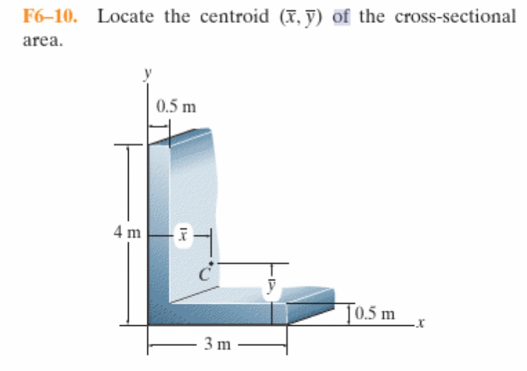 F6–10. Locate the centroid (x̅, y̅) of the cross-sectional
area.
y
0.5 m
4 m
x̅
C
y̅
0.5 m
x
3 m